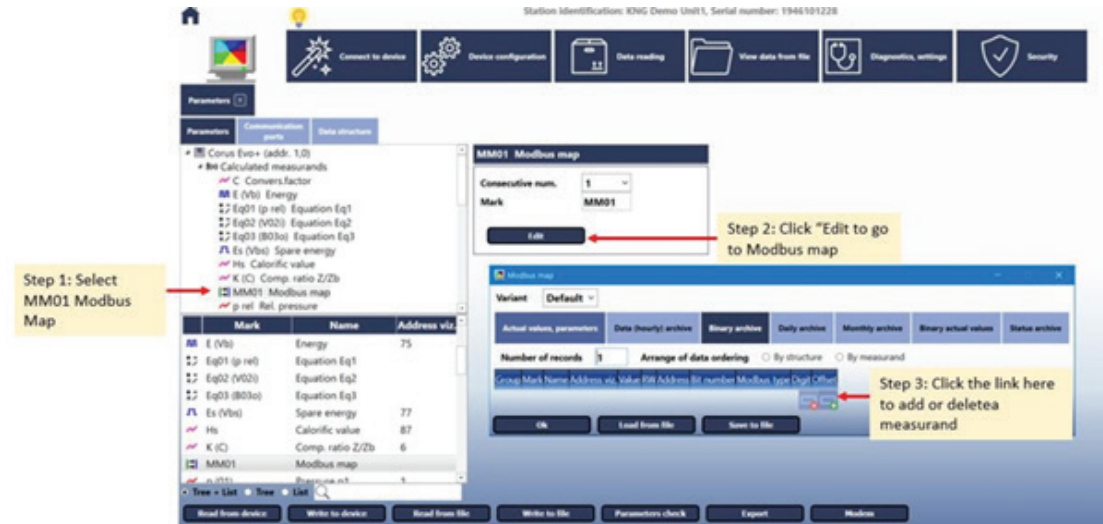 Station identification: KNG Demo Unit1, Serial number: 1946101228
Connect to device
Device configuration
Data reading
View data from file
Diagnostics, settings
Security
Parameters
Parameters
Communication ports
Data structure
Corus Evo+ (addr. 1,0)
Calculated measurands
C Convers.factor
E (Vb) Energy
Eq01 (p rel) Equation Eq1
Eq02 (V02i) Equation Eq2
Eq03 (B03o) Equation Eq3
Es (Vbs) Spare energy
Hs Calorific value
K (C) Comp. ratio Z/Zb
MM01 Modbus map
p rel Rel. pressure
Mark Name Address viz.
E (Vb) Energy 75
Eq01 (p rel) Equation Eq1
Eq02 (V02i) Equation Eq2
Eq03 (B03o) Equation Eq3
Es (Vbs) Spare energy 77
Hs Calorific value 87
K (C) Comp. ratio Z/Zb 6
MM01 Modbus map
p (01) Pressure p1 1
Tree + List Tree List
Read from device Write to device Read from file Write to file Parameters check Export Modem
MM01 Modbus map
Consecutive num. 1
Mark MM01
Edit
Step 1: Select
MM01 Modbus
Map
Step 2: Click "Edit to go
to Modbus map
Modbus map
Variant Default
Actual values, parameters Data (hourly) archive Binary archive Daily archive Monthly archive Binary actual values Status archive
Number of records 1 Arrange of data ordering By structure By measurand
Group Mark Name Address viz. Value RW Address Bit number Modbus type Digit Offset
Ok Load from file Save to file
Step 3: Click the link here
to add or deletea
measurand